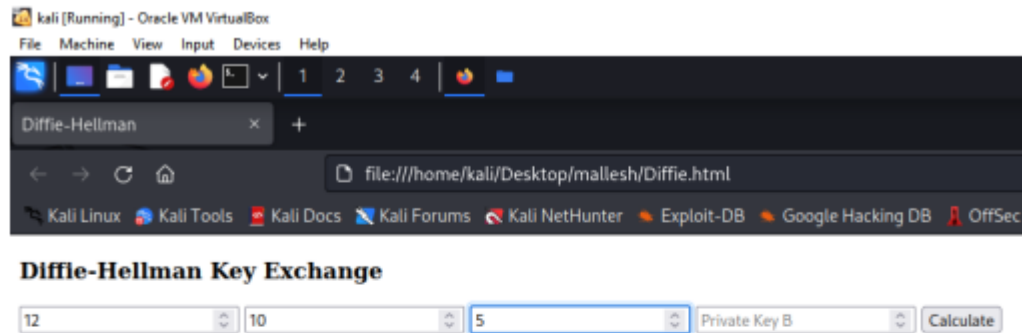 kali [Running] - Oracle VM VirtualBox
File Machine View Input Devices Help
1 2 3 4
Diffie-Hellman × +
file:///home/kali/Desktop/mallesh/Diffie.html
Kali Linux Kali Tools Kali Docs Kali Forums Kali NetHunter Exploit-DB Google Hacking DB OffSec
Diffie-Hellman Key Exchange
12 10 5 Private Key B Calculate